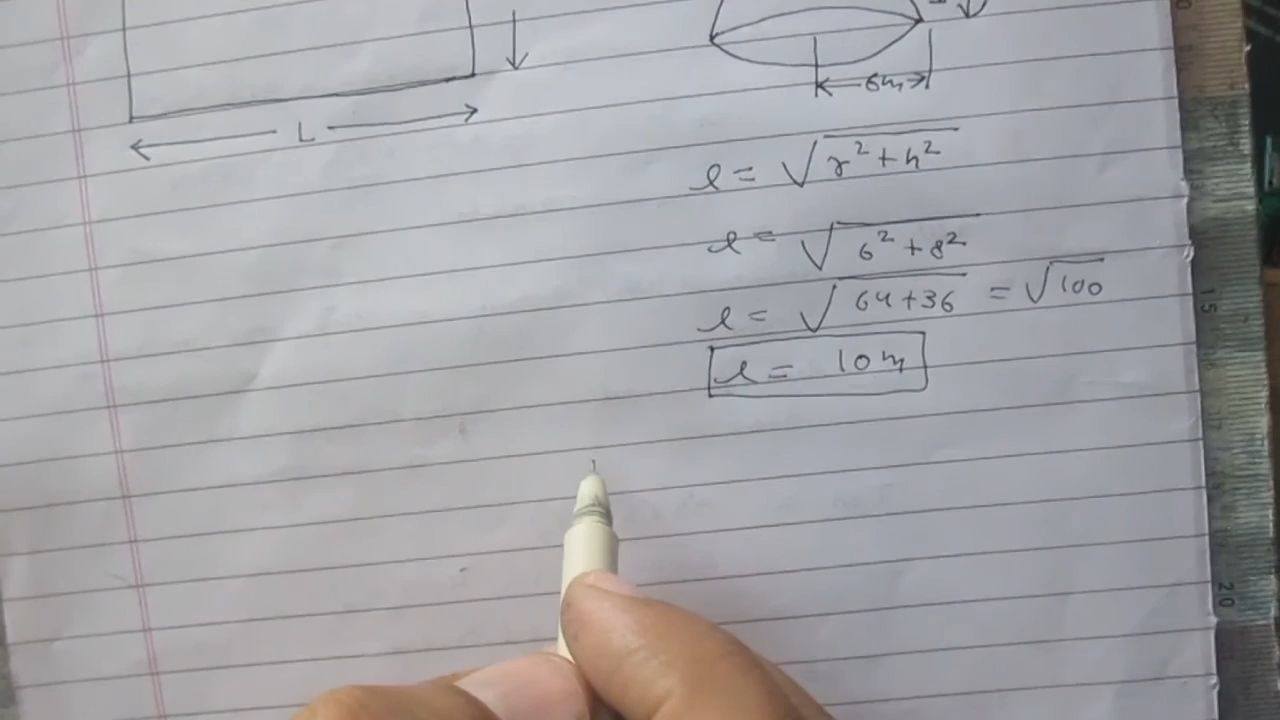 6m
L
l = √r²+h²
l = √6²+8²
l = √64+36 = √100
l = 10m
15
20